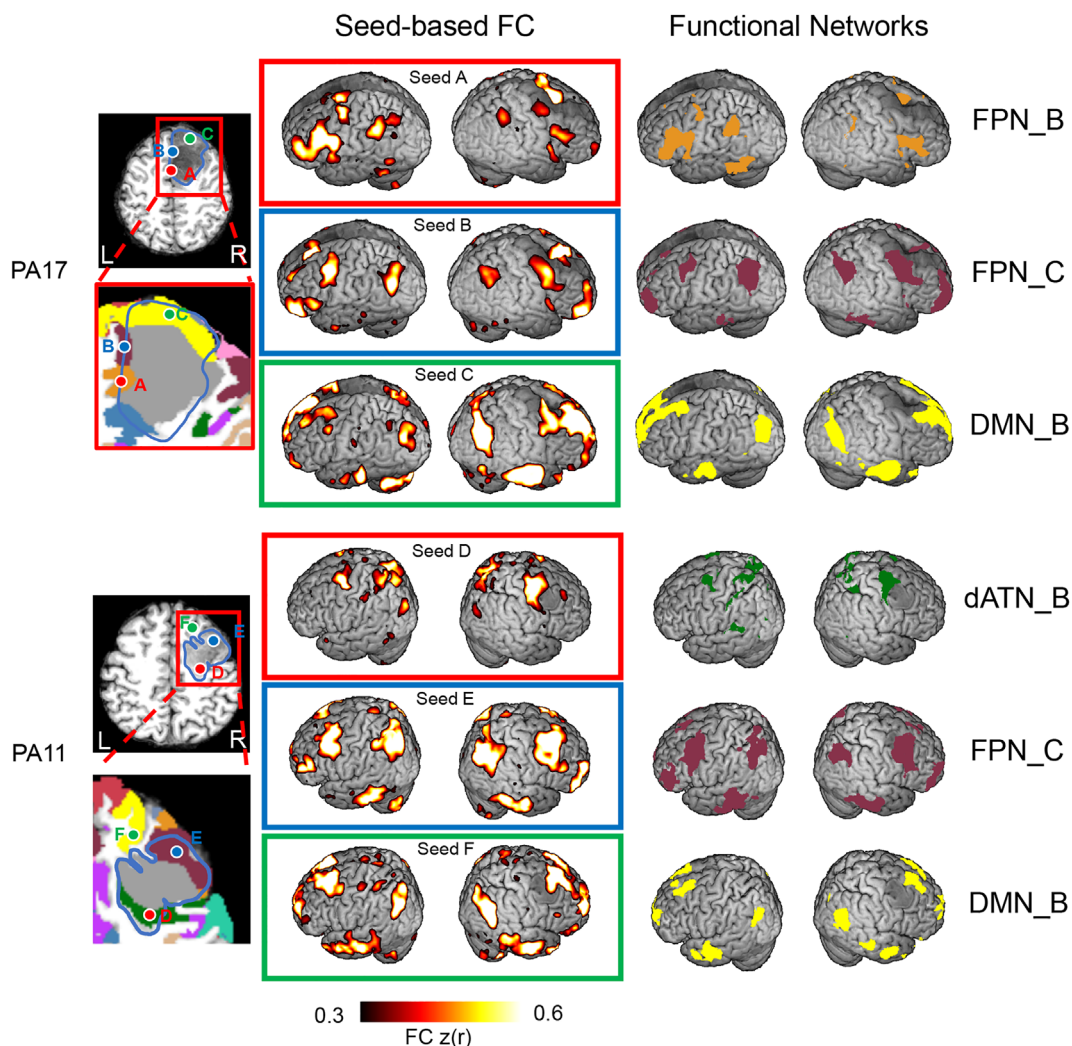 Seed-based FC
Functional Networks
Seed A
FPN_B
C
B
A
L
R
PA17
Seed B
FPN_C
C
B
A
Seed C
DMN_B
Seed D
dATN_B
F
E
D
L
R
PA11
Seed E
FPN_C
F
E
D
Seed F
DMN_B
0.3
0.6
FC z(r)